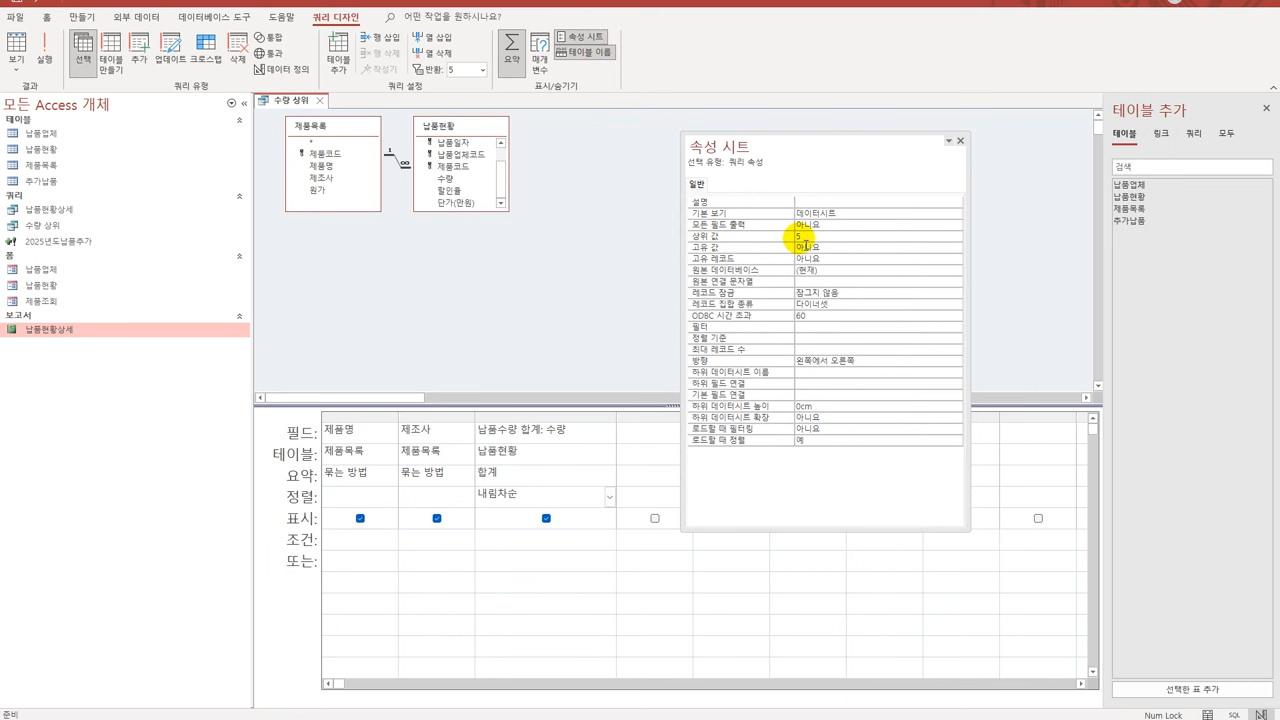 파일 홈 만들기 외부 데이터 데이터베이스 도구 도움말 쿼리 디자인 어떤 작업을 원하시나요?
보기 실행 선택 테이블 만들기 추가 업데이트 크로스탭 삭제 통합 통과 데이터 정의
테이블 추가 행 삽입 행 삭제 작성기 열 삽입 열 삭제 반환: 5
요약 매개 변수 속성 시트 테이블 이름
결과 쿼리 유형 쿼리 설정 표시/숨기기
모든 Access 개체
테이블
납품업체
납품현황
제품목록
추가납품
쿼리
납품현황상세
수량 상위
2025년도납품추가
폼
납품업체
납품현황
제품조회
보고서
납품현황상세
수량 상위
제품목록
*
제품코드
제품명
제조사
원가
납품현황
납품일자
납품업체코드
제품코드
수량
할인율
단가(만원)
1
∞
속성 시트
선택 유형: 쿼리 속성
일반
설명
기본 보기 데이터시트
모든 필드 출력 아니요
상위 값 5
고유 값 아니요
고유 레코드 아니요
원본 데이터베이스 (현재)
원본 연결 문자열
레코드 잠금 잠그지 않음
레코드 집합 종류 다이너셋
ODBC 시간 초과 60
필터
정렬 기준
최대 레코드 수
방향 왼쪽에서 오른쪽
하위 데이터시트 이름
하위 필드 연결
기본 필드 연결
하위 데이터시트 높이 0cm
하위 데이터시트 확장 아니요
로드할 때 필터링 아니요
로드할 때 정렬 예
필드: 제품명 제조사 납품수량 합계: 수량
테이블: 제품목록 제품목록 납품현황
요약: 묶는 방법 묶는 방법 합계
정렬: 내림차순
표시:
조건:
또는:
테이블 추가
테이블 링크 쿼리 모두
검색
납품업체
납품현황
제품목록
추가납품
선택한 표 추가
준비
Num Lock SQL